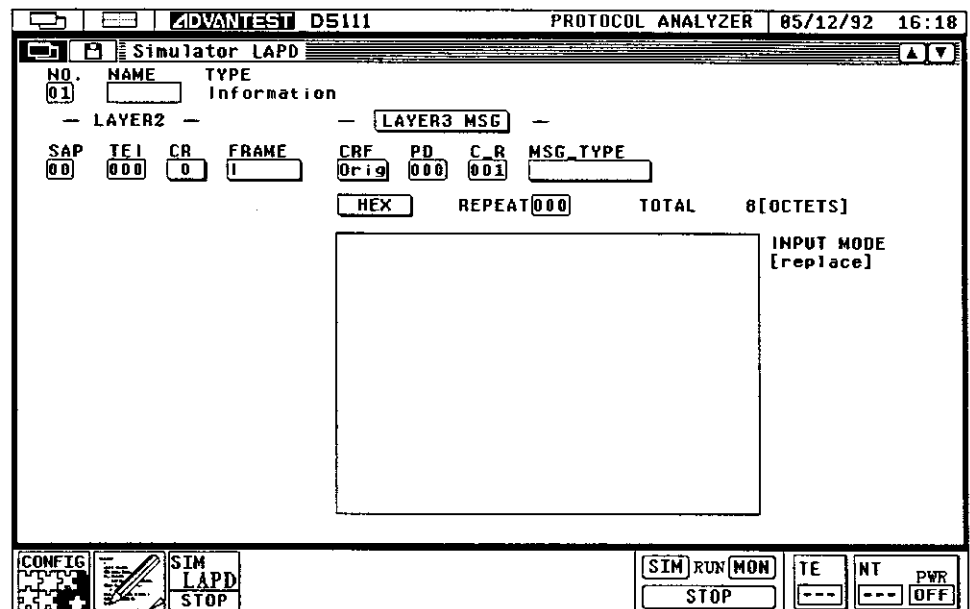 ADVANTEST D5111 PROTOCOL ANALYZER 05/12/92 16:18
Simulator LAPD
NO. NAME TYPE
01 Information
— LAYER2 — — LAYER3 MSG —
SAP TEI CR FRAME CRF PD C_R MSG_TYPE
00 000 0 I Orig 000 001
HEX REPEAT 000 TOTAL 8[OCTETS]
INPUT MODE
[replace]
CONFIG SIM LAPD STOP SIM RUN MON STOP TE --- NT --- PWR OFF